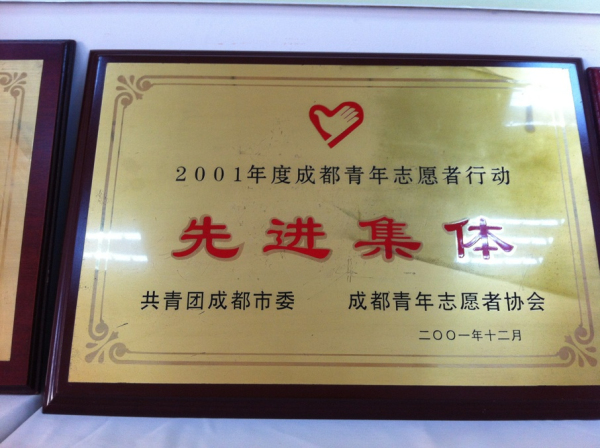 2001年度成都青年志愿者行动
先进集体
共青团成都市委 成都青年志愿者协会
二〇〇一年十二月